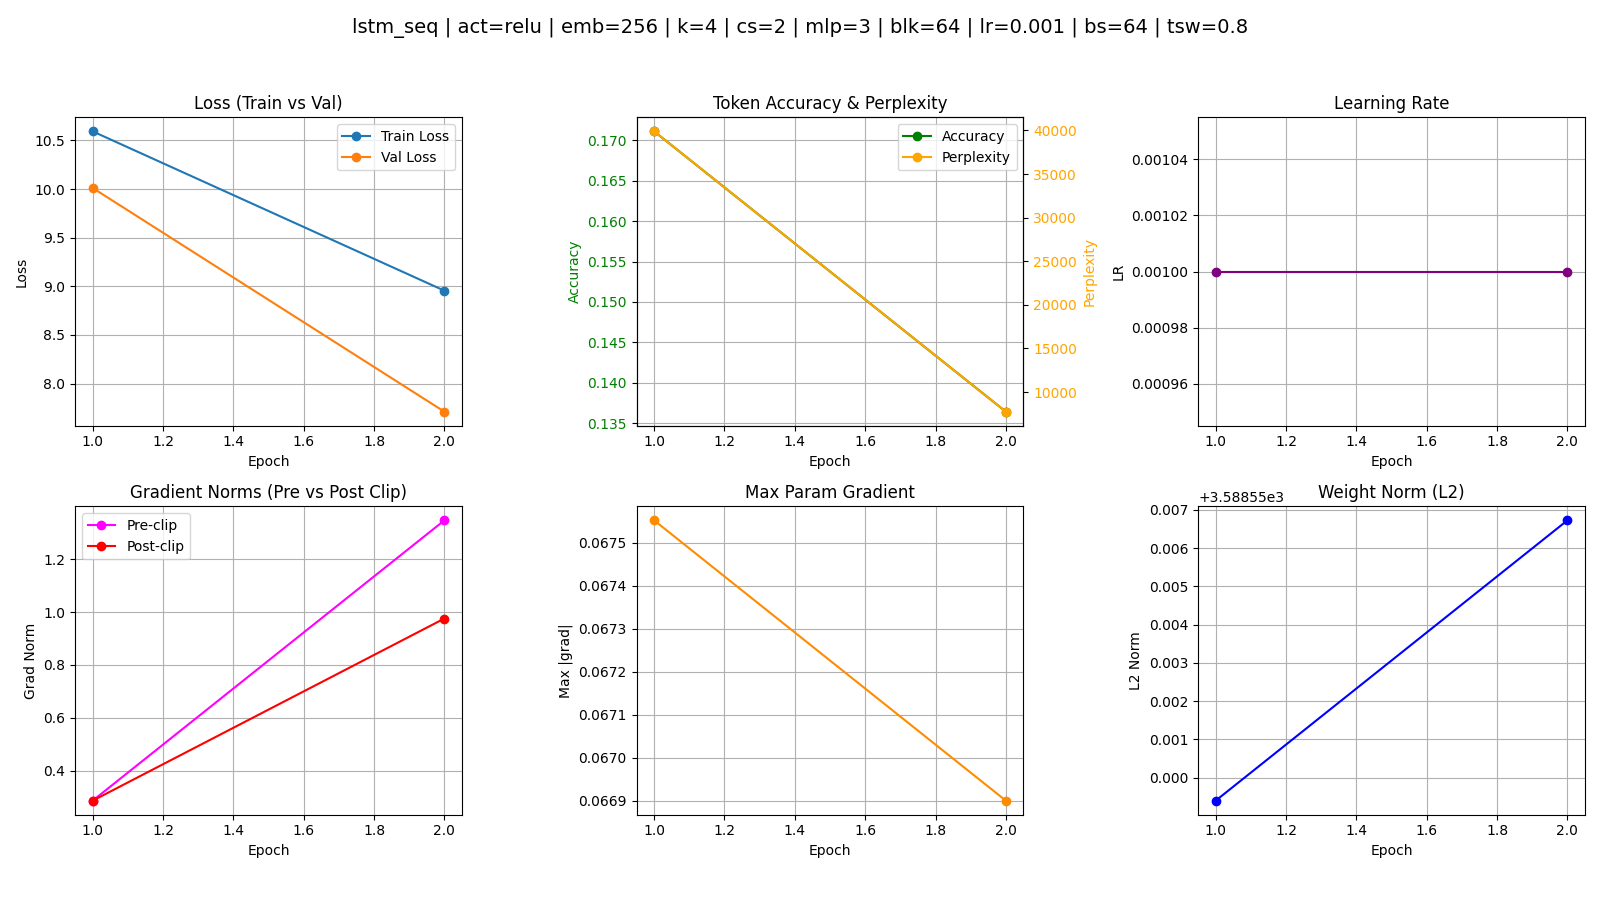 lstm_seq | act=relu | emb=256 | k=4 | cs=2 | mlp=3 | blk=64 | lr=0.001 | bs=64 | tsw=0.8
Loss (Train vs Val)
10.5
10.0
9.5
9.0
8.5
8.0
Loss
Train Loss
Val Loss
1.0 1.2 1.4 1.6 1.8 2.0
Epoch
Token Accuracy & Perplexity
0.170
0.165
0.160
0.155
0.150
0.145
0.140
0.135
Accuracy
Accuracy
Perplexity
40000
35000
30000
25000
20000
15000
10000
Perplexity
1.0 1.2 1.4 1.6 1.8 2.0
Epoch
Learning Rate
0.00104
0.00102
0.00100
0.00098
0.00096
LR
1.0 1.2 1.4 1.6 1.8 2.0
Epoch
Gradient Norms (Pre vs Post Clip)
1.2
1.0
0.8
0.6
0.4
Grad Norm
Pre-clip
Post-clip
1.0 1.2 1.4 1.6 1.8 2.0
Epoch
Max Param Gradient
0.0675
0.0674
0.0673
0.0672
0.0671
0.0670
0.0669
Max |grad|
1.0 1.2 1.4 1.6 1.8 2.0
Epoch
Weight Norm (L2)
+3.58855e3
0.007
0.006
0.005
0.004
0.003
0.002
0.001
0.000
L2 Norm
1.0 1.2 1.4 1.6 1.8 2.0
Epoch